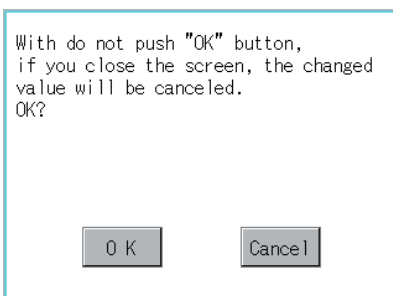 With do not push "OK" button,
if you close the screen, the changed
value will be canceled.
OK?
OK Cancel